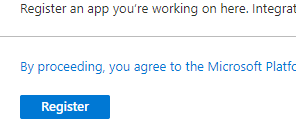 Register an app you're working on here. Integrat
By proceeding, you agree to the Microsoft Platfo
Register